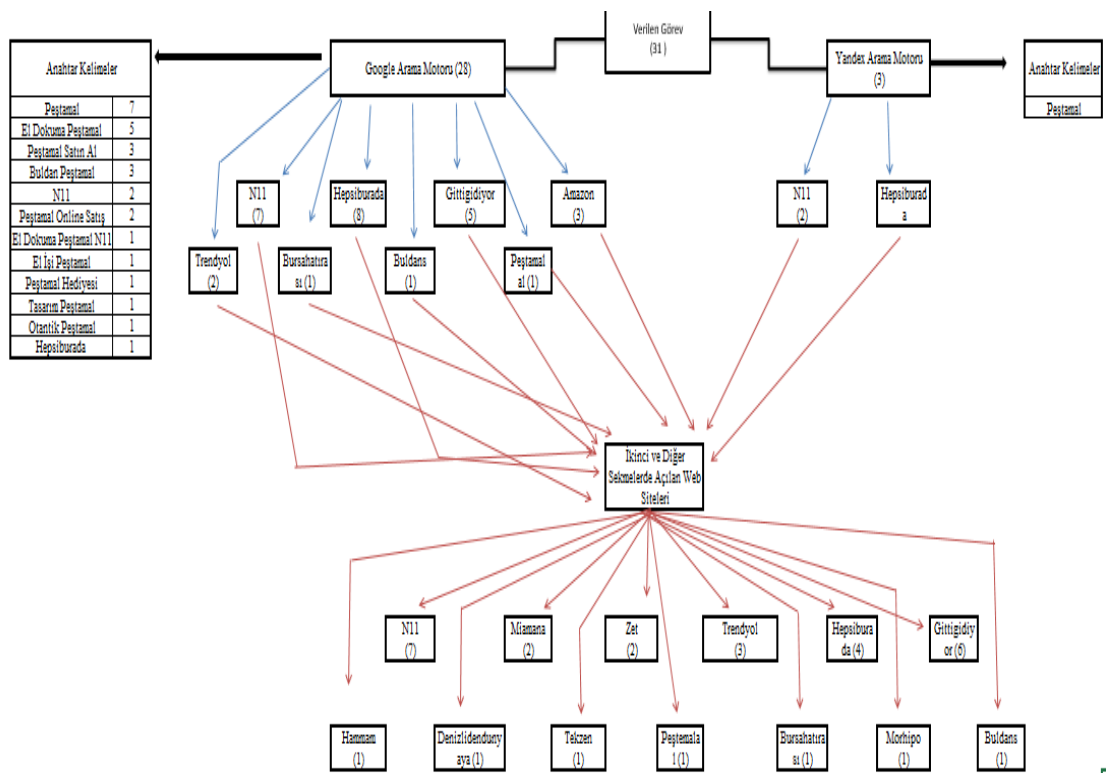 Verilen Görev
(31 )
Anahtar Kelimeler
Google Arama Motoru (28)
Yandex Arama Motoru
(3)
Anahtar Kelimeler
Peştamal
Peştamal 7
El Dokuma Peştamal 5
Peştamal Satın Al 3
Buldan Peştamal 3
N11 2
Peştamal Online Satış 2
El Dokuma Peştamal N11 1
El İşi Peştamal 1
Peştamal Hediyesi 1
Tasarım Peştamal 1
Otantik Peştamal 1
Hepsiburada 1
N11
(7)
Hepsiburada
(8)
Gittigidiyor
(5)
Amazon
(3)
N11
(2)
Hepsiburad
a
Trendyol
(2)
Bursahatıra
sı (1)
Buldans
(1)
Peştamal
al (1)
İkinci ve Diğer
Sekmelerde Açılan Web
Siteleri
N11
(7)
Miamana
(2)
Zet
(2)
Trendyol
(3)
Hepsibura
da (4)
Gittigidiy
or (6)
Hammam
(1)
Denizlidenduny
aya (1)
Tekzen
(1)
Peştemala
l (1)
Bursahatıra
sı (1)
Morhipo
(1)
Buldans
(1)